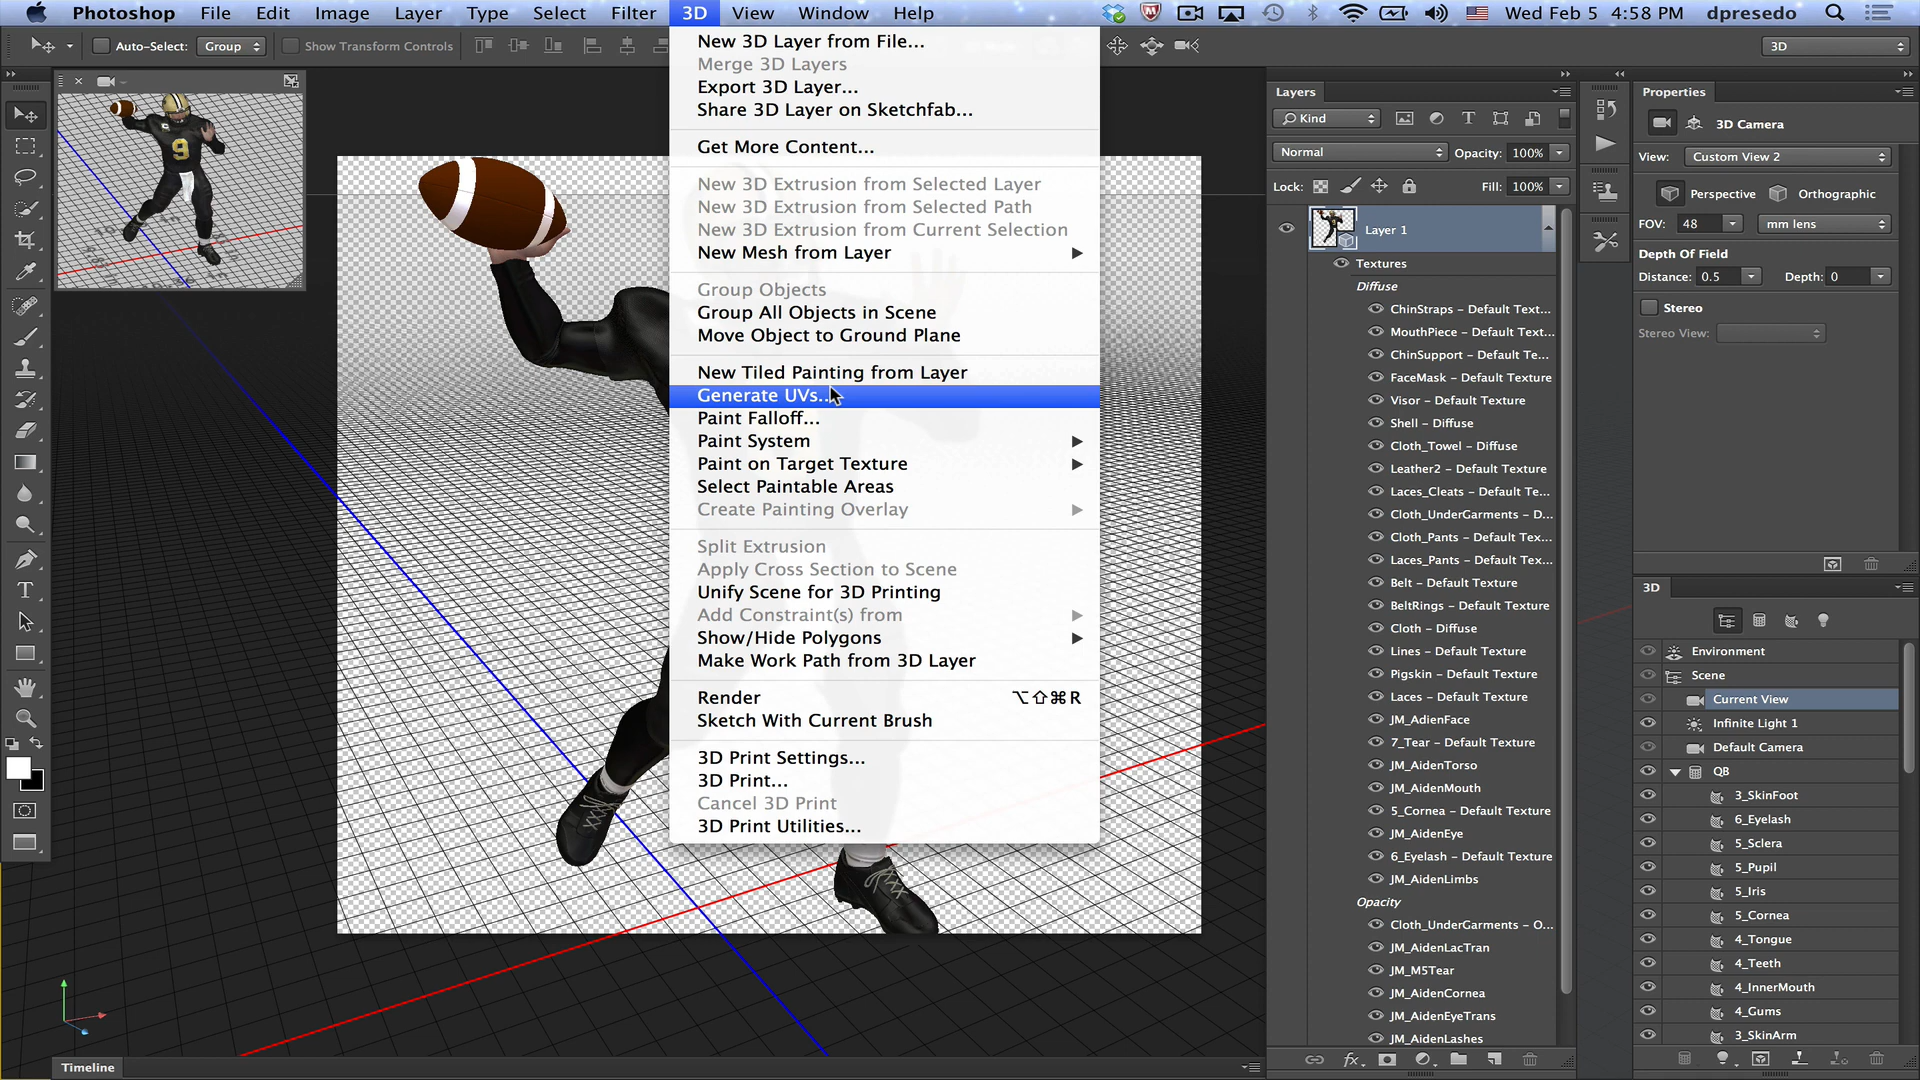 Photoshop File Edit Image Layer Type Select Filter 3D View Window Help Wed Feb 5 4:58 PM dpresedo
Auto-Select: Group Show Transform Controls 3D
New 3D Layer from File...
Merge 3D Layers
Export 3D Layer...
Share 3D Layer on Sketchfab...
Get More Content...
New 3D Extrusion from Selected Layer
New 3D Extrusion from Selected Path
New 3D Extrusion from Current Selection
New Mesh from Layer
Group Objects
Group All Objects in Scene
Move Object to Ground Plane
New Tiled Painting from Layer
Generate UVs...
Paint Falloff...
Paint System
Paint on Target Texture
Select Paintable Areas
Create Painting Overlay
Split Extrusion
Apply Cross Section to Scene
Unify Scene for 3D Printing
Add Constraint(s) from
Show/Hide Polygons
Make Work Path from 3D Layer
Render ⌥⇧⌘R
Sketch With Current Brush
3D Print Settings...
3D Print...
Cancel 3D Print
3D Print Utilities...
9
Timeline
Layers
Kind
Normal Opacity: 100%
Lock: Fill: 100%
Layer 1
Textures
Diffuse
ChinStraps - Default Text...
MouthPiece - Default Text...
ChinSupport - Default Te...
FaceMask - Default Texture
Visor - Default Texture
Shell - Diffuse
Cloth_Towel - Diffuse
Leather2 - Default Texture
Laces_Cleats - Default Te...
Cloth_UnderGarments - D...
Cloth_Pants - Default Tex...
Laces_Pants - Default Tex...
Belt - Default Texture
BeltRings - Default Texture
Cloth - Diffuse
Lines - Default Texture
Pigskin - Default Texture
Laces - Default Texture
JM_AdienFace
7_Tear - Default Texture
JM_AidenTorso
JM_AidenMouth
5_Cornea - Default Texture
JM_AidenEye
6_Eyelash - Default Texture
JM_AidenLimbs
Opacity
Cloth_UnderGarments - O...
JM_AidenLacTran
JM_M5Tear
JM_AidenCornea
JM_AidenEyeTrans
JM_AidenLashes
fx
Properties
3D Camera
View: Custom View 2
Perspective Orthographic
FOV: 48 mm lens
Depth Of Field
Distance: 0.5 Depth: 0
Stereo
Stereo View:
3D
Environment
Scene
Current View
Infinite Light 1
Default Camera
QB
3_SkinFoot
6_Eyelash
5_Sclera
5_Pupil
5_Iris
5_Cornea
4_Tongue
4_Teeth
4_InnerMouth
4_Gums
3_SkinArm